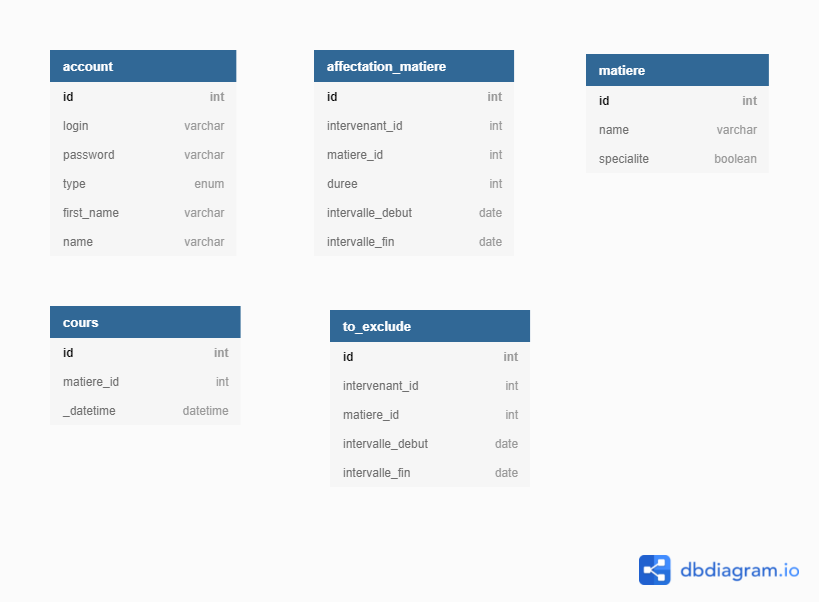 account
id int
login varchar
password varchar
type enum
first_name varchar
name varchar
affectation_matiere
id int
intervenant_id int
matiere_id int
duree int
intervalle_debut date
intervalle_fin date
matiere
id int
name varchar
specialite boolean
cours
id int
matiere_id int
_datetime datetime
to_exclude
id int
intervenant_id int
matiere_id int
intervalle_debut date
intervalle_fin date
dbdiagram.io